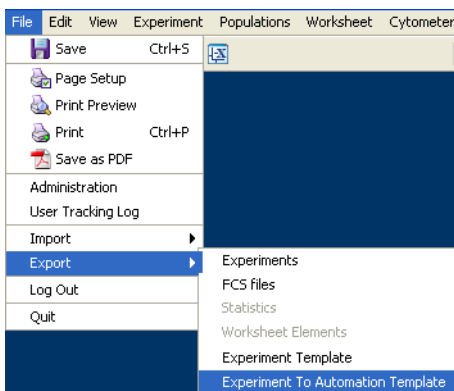 File Edit View Experiment Populations Worksheet Cytometer
Save Ctrl+S
Page Setup
Print Preview
Print Ctrl+P
Save as PDF
Administration
User Tracking Log
Import
Export
Log Out
Quit
Experiments
FCS files
Statistics
Worksheet Elements
Experiment Template
Experiment To Automation Template